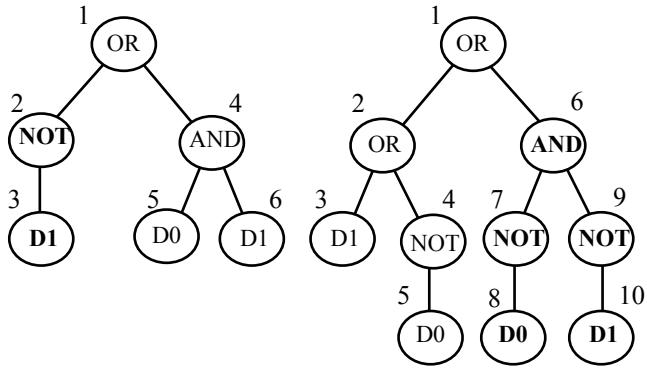 1 1
OR OR
2 4 2 6
NOT AND OR AND
3 5 6 3 4 7 9
D1 D0 D1 D1 NOT NOT NOT
5 8 10
D0 D0 D1